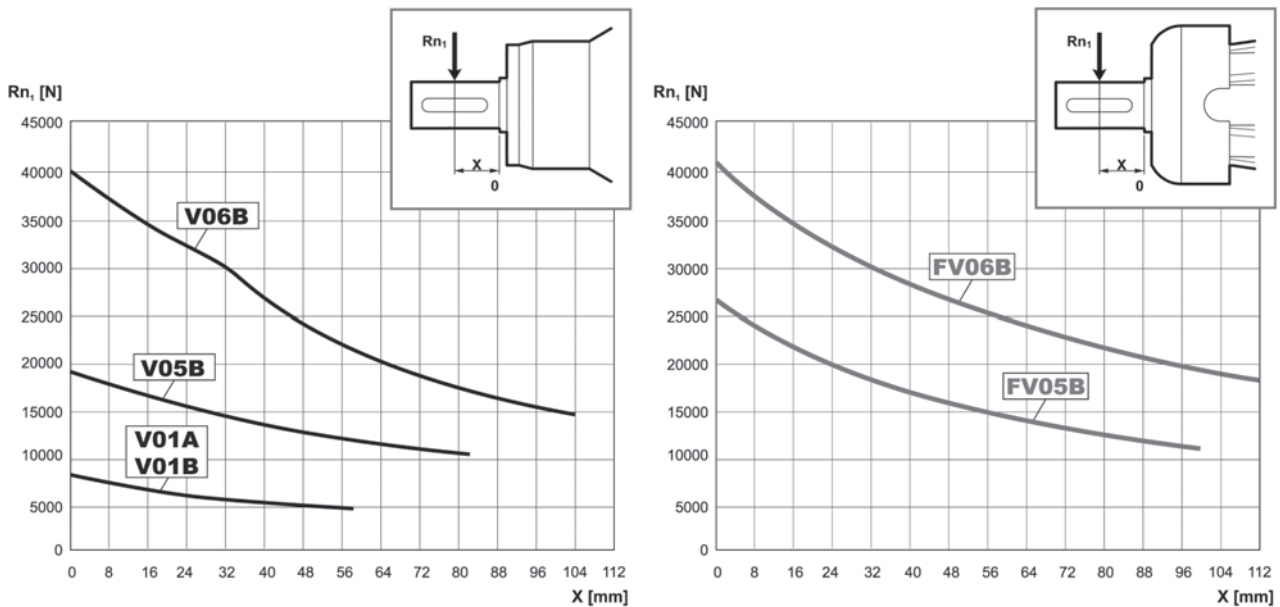 Rn₁
X
0
Rn₁ [N]
45000
40000
35000
30000
25000
20000
15000
10000
5000
0
V06B
V05B
V01A
V01B
0 8 16 24 32 40 48 56 64 72 80 88 96 104 112
X [mm]
Rn₁
X
0
Rn₁ [N]
45000
40000
35000
30000
25000
20000
15000
10000
5000
0
FV06B
FV05B
0 8 16 24 32 40 48 56 64 72 80 88 96 104 112
X [mm]